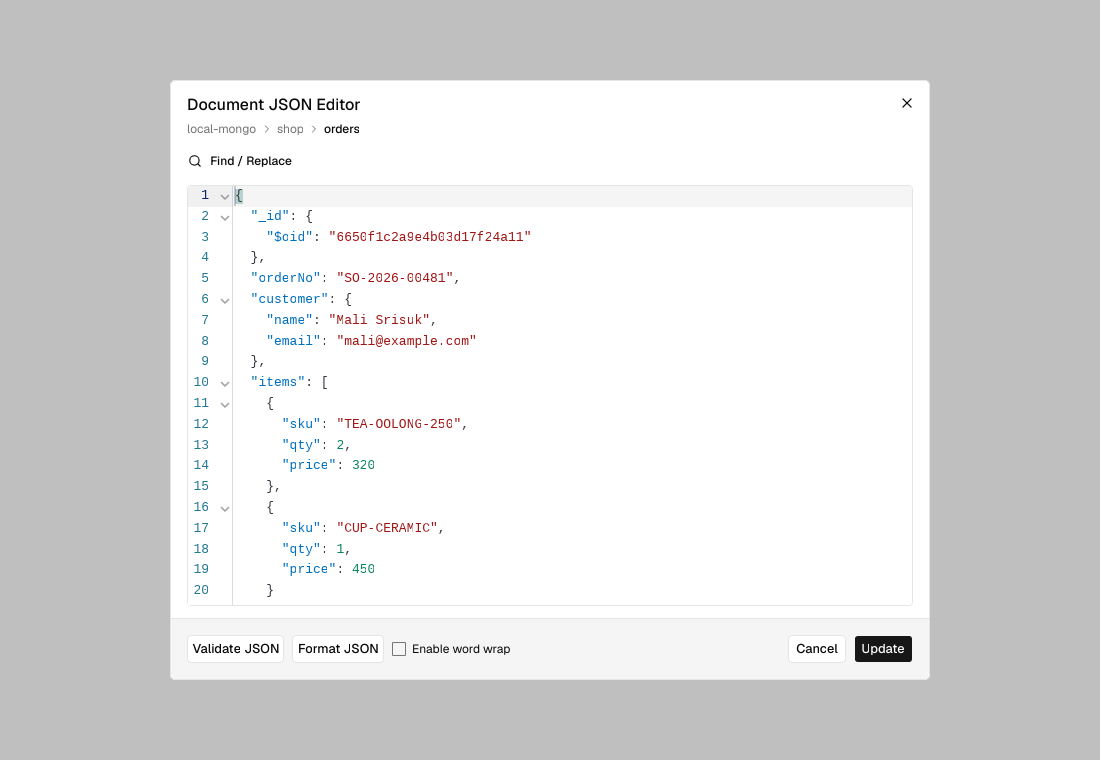 Document JSON Editor
local-mongo > shop > orders
Find / Replace
1 {
2   "_id": {
3     "$oid": "6650f1c2a9e4b03d17f24a11"
4   },
5   "orderNo": "SO-2026-00481",
6   "customer": {
7     "name": "Mali Srisuk",
8     "email": "mali@example.com"
9   },
10   "items": [
11     {
12       "sku": "TEA-OOLONG-250",
13       "qty": 2,
14       "price": 320
15     },
16     {
17       "sku": "CUP-CERAMIC",
18       "qty": 1,
19       "price": 450
20     }
Validate JSON Format JSON Enable word wrap Cancel Update